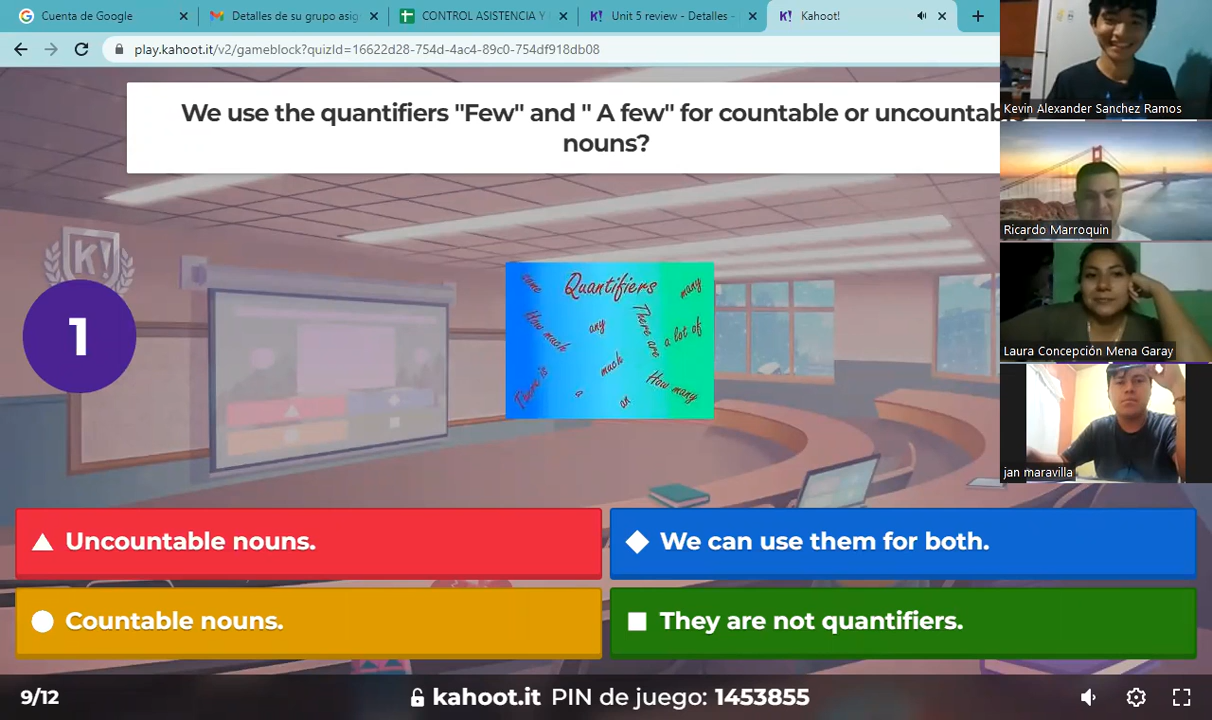 Cuenta de Google
Detalles de su grupo asig
CONTROL ASISTENCIA Y
K! Unit 5 review - Detalles -
K! Kahoot!
play.kahoot.it/v2/gameblock?quizId=16622d28-754d-4ac4-89c0-754df918db08
We use the quantifiers "Few" and " A few" for countable or uncountab
nouns?
K!
1
some
Quantifiers
many
How much
any
There are
a lot of
There is
much
How many
a
an
Uncountable nouns.
We can use them for both.
Countable nouns.
They are not quantifiers.
9/12
kahoot.it PIN de juego: 1453855
Kevin Alexander Sanchez Ramos
Ricardo Marroquin
Laura Concepción Mena Garay
jan maravilla